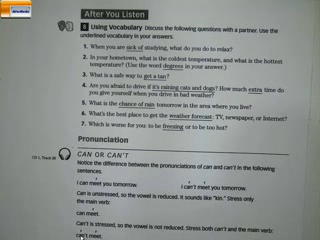 After You Listen
8 Using Vocabulary Discuss the following questions with a partner. Use the
underlined vocabulary in your answers.
1. When you are sick of studying, what do you do to relax?
2. In your hometown, what is the coldest temperature, and what is the hottest
temperature? (Use the word degrees in your answer.)
3. What is a safe way to get a tan?
4. Are you afraid to drive if it's raining cats and dogs? How much extra time do
you give yourself when you drive in bad weather?
5. What is the chance of rain tomorrow in the area where you live?
6. What's the best place to get the weather forecast: TV, newspaper, or Internet?
7. Which is worse for you: to be freezing or to be too hot?
Pronunciation
CAN OR CAN'T
Notice the difference between the pronunciations of can and can't in the following
sentences.
I can meet you tomorrow. I can't meet you tomorrow.
Can is unstressed, so the vowel is reduced. It sounds like "kin." Stress only
the main verb:
can meet.
Can't is stressed, so the vowel is not reduced. Stress both can't and the main verb:
can't meet.